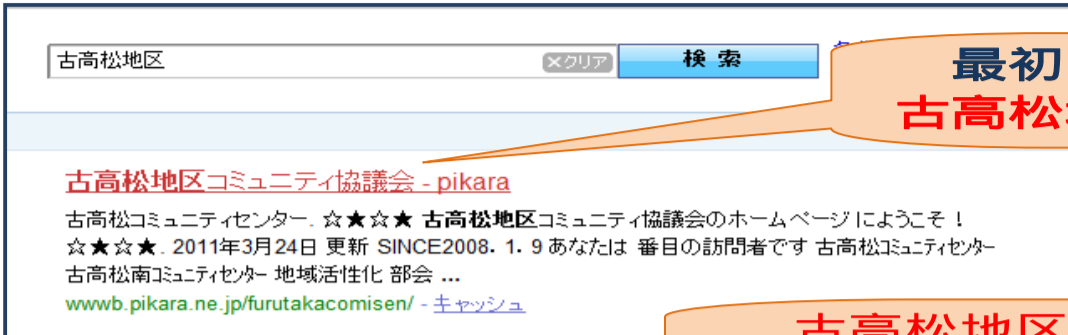 古高松地区
×クリア
検 索
最初
古高松
古高松地区コミュニティ協議会 - pikara
古高松コミュニティセンター. ☆★☆★ 古高松地区コミュニティ協議会のホームページ にようこそ！
☆★☆★. 2011年3月24日 更新 SINCE2008．1．9 あなたは 番目の訪問者です 古高松ｺﾐｭﾆﾃｨｾﾝﾀｰ
古高松南ｺﾐｭﾆﾃｨｾﾝﾀｰ 地域活性化 部会 ...
wwwb.pikara.ne.jp/furutakacomisen/ - キャッシュ
古高松地区